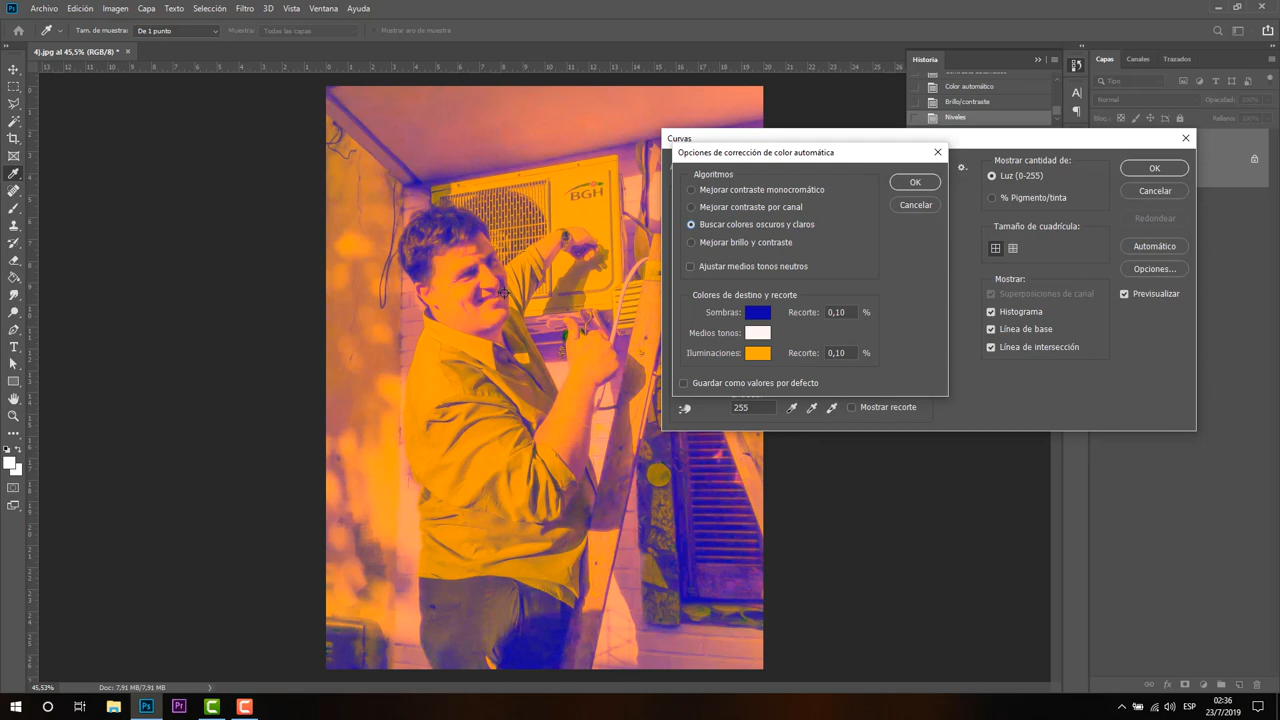 Archivo Edición Imagen Capa Texto Selección Filtro 3D Vista Ventana Ayuda
Tam. de muestra: De 1 punto Muestra: Todas las capas Mostrar aro de muestra
4).jpg al 45,5% (RGB/8) *
Historia
Color automático
Brillo/contraste
Niveles
Capas Canales Trazados
Tipo
Normal Opacidad: 100%
Bloq.: Relleno: 100%
Curvas
Opciones de corrección de color automática
Algoritmos
Mejorar contraste monocromático
Mejorar contraste por canal
Buscar colores oscuros y claros
Mejorar brillo y contraste
Ajustar medios tonos neutros
OK
Cancelar
Colores de destino y recorte
Sombras: Recorte: 0,10 %
Medios tonos:
Iluminaciones: Recorte: 0,10 %
Guardar como valores por defecto
255 Mostrar recorte
Mostrar cantidad de:
Luz (0-255)
% Pigmento/tinta
Tamaño de cuadrícula:
Mostrar:
Superposiciones de canal
Histograma
Línea de base
Línea de intersección
OK
Cancelar
Redondear
Automático
Opciones...
Previsualizar
BGH
45,53% Doc: 7,91 MB/7,91 MB
ESP
02:36
23/7/2019